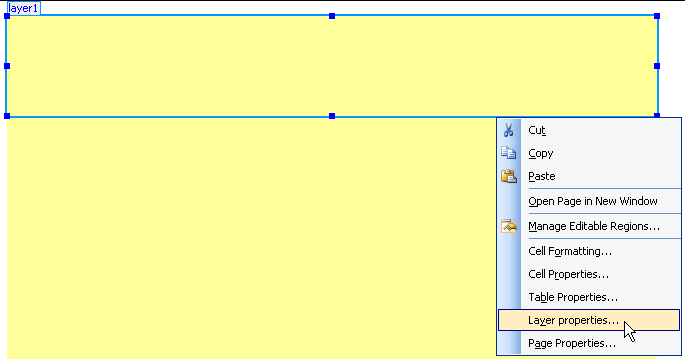 layer1
Cut
Copy
Paste
Open Page in New Window
Manage Editable Regions...
Cell Formatting...
Cell Properties...
Table Properties...
Layer properties...
Page Properties...